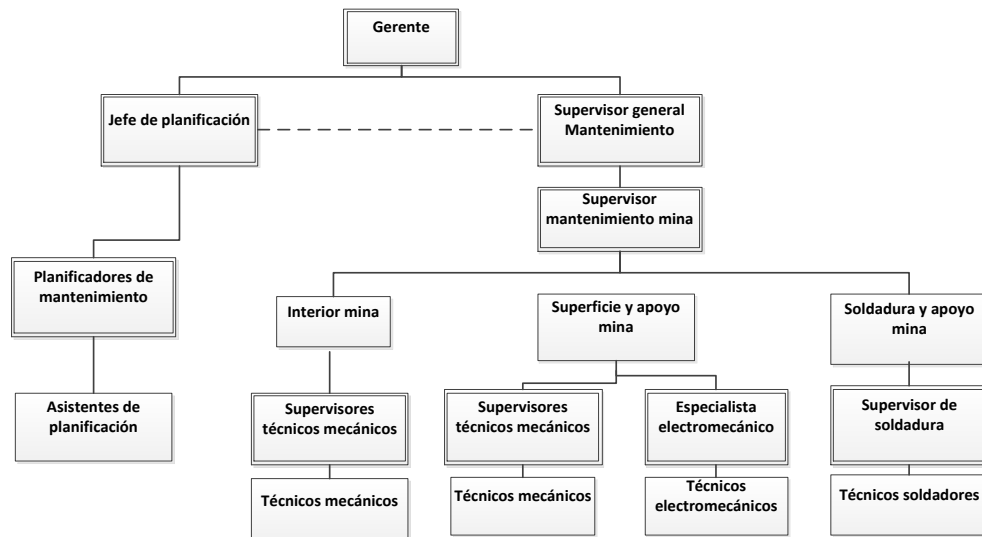 Gerente
Jefe de planificación
Supervisor general
Mantenimiento
Supervisor
mantenimiento mina
Planificadores de
mantenimiento
Interior mina
Superficie y apoyo
mina
Soldadura y apoyo
mina
Asistentes de
planificación
Supervisores
técnicos mecánicos
Supervisores
técnicos mecánicos
Especialista
electromecánico
Supervisor de
soldadura
Técnicos mecánicos
Técnicos mecánicos
Técnicos
electromecánicos
Técnicos soldadores